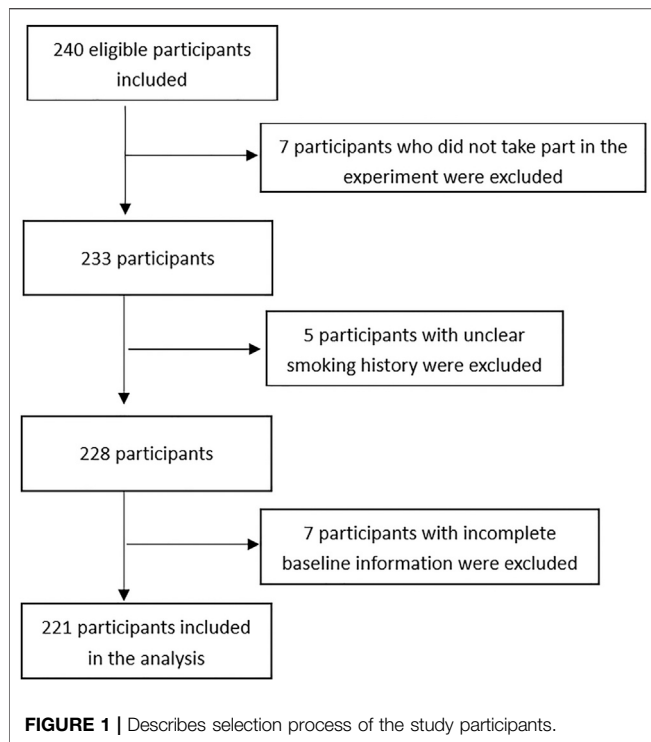 240 eligible participants
included
7 participants who did not take part in the
experiment were excluded
233 participants
5 participants with unclear
smoking history were excluded
228 participants
7 participants with incomplete
baseline information were excluded
221 participants included
in the analysis
FIGURE 1 | Describes selection process of the study participants.